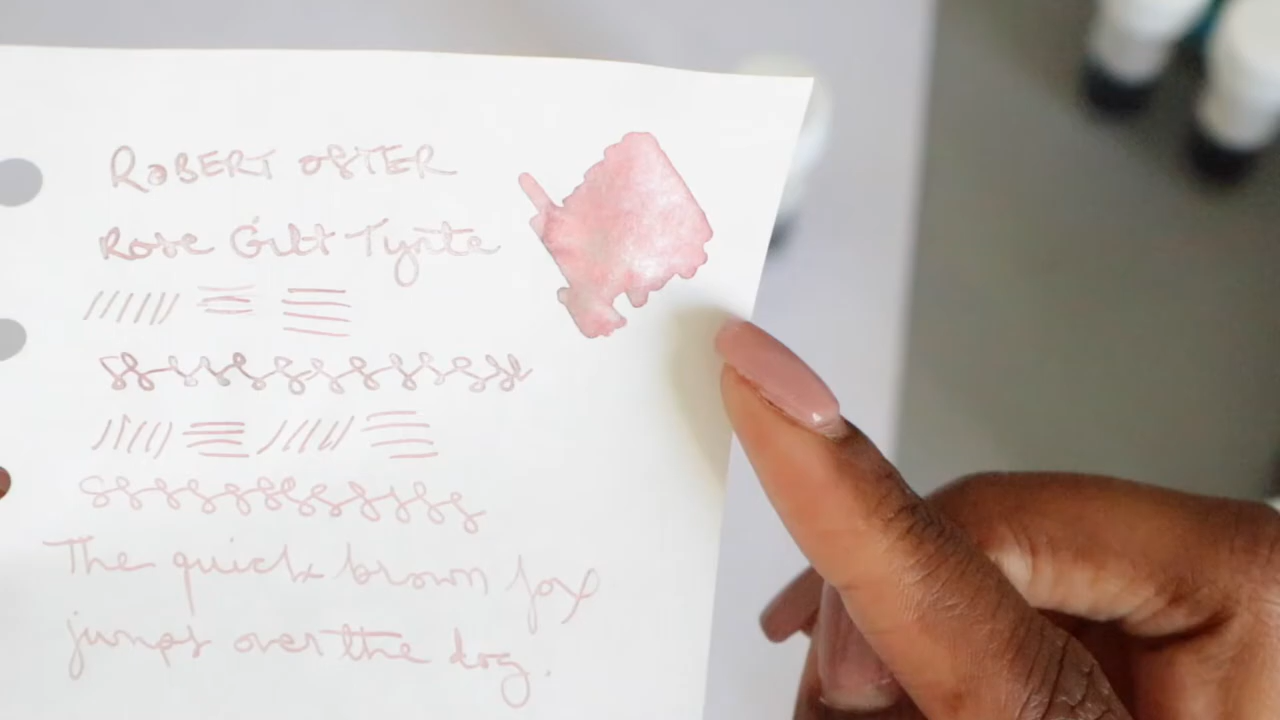 ROBERT OSTER
Rose Gilt Tynte
The quick brown fox
jumps over the dog.